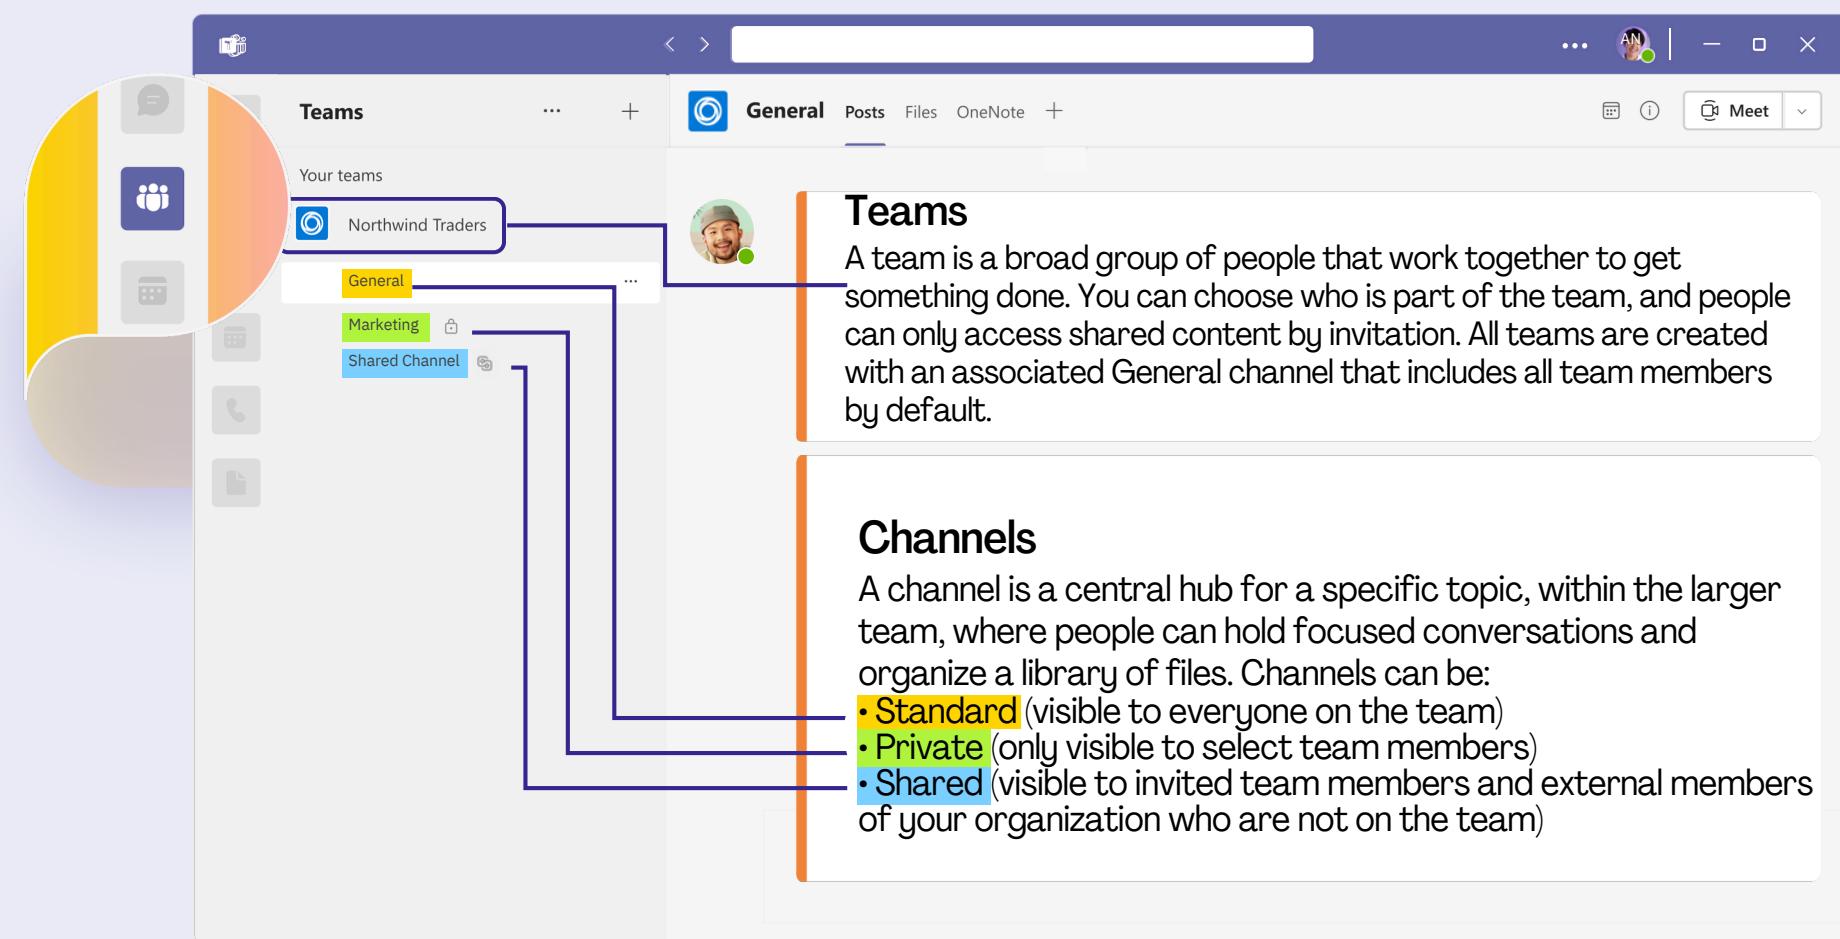 AN
Teams
General
Posts
Files
OneNote
Meet
Your teams
Northwind Traders
General
Marketing
Shared Channel
Teams
A team is a broad group of people that work together to get
something done. You can choose who is part of the team, and people
can only access shared content by invitation. All teams are created
with an associated General channel that includes all team members
by default.
Channels
A channel is a central hub for a specific topic, within the larger
team, where people can hold focused conversations and
organize a library of files. Channels can be:
• Standard (visible to everyone on the team)
• Private (only visible to select team members)
• Shared (visible to invited team members and external members
of your organization who are not on the team)